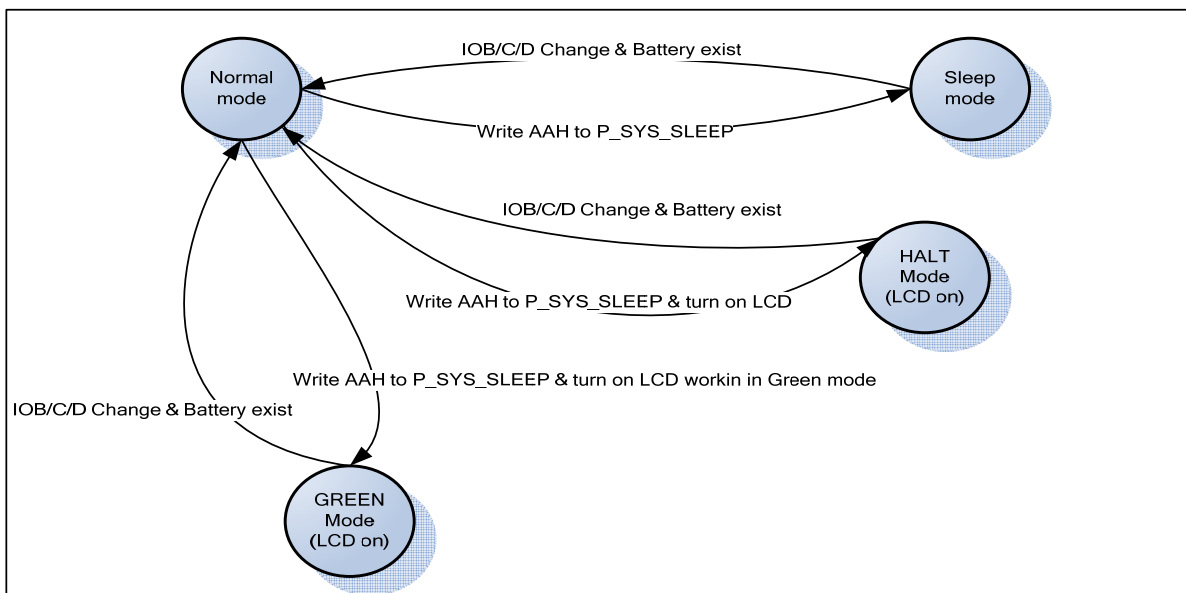 IOB/C/D Change & Battery exist
Normal
mode
Sleep
mode
Write AAH to P_SYS_SLEEP
IOB/C/D Change & Battery exist
HALT
Mode
(LCD on)
Write AAH to P_SYS_SLEEP & turn on LCD
Write AAH to P_SYS_SLEEP & turn on LCD workin in Green mode
IOB/C/D Change & Battery exist
GREEN
Mode
(LCD on)